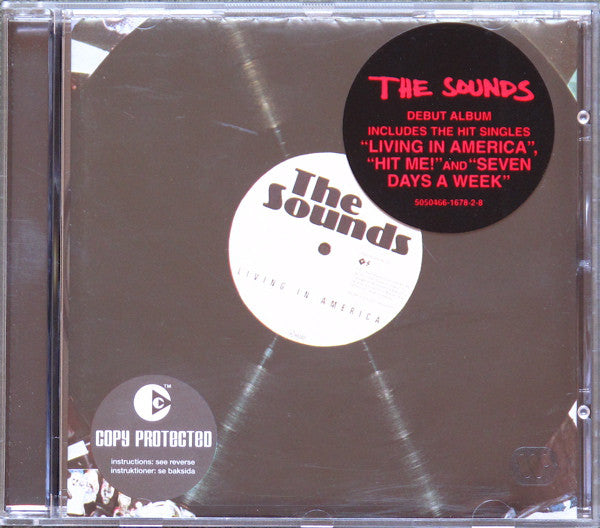 THE SOUNDS
DEBUT ALBUM
INCLUDES THE HIT SINGLES
“LIVING IN AMERICA”,
“HIT ME!” AND “SEVEN
DAYS A WEEK”
5050466-1678-2-8
The
Sounds
LIVING IN AMERICA
TM
COPY PROTECTED
instructions: see reverse
instruktioner: se baksida